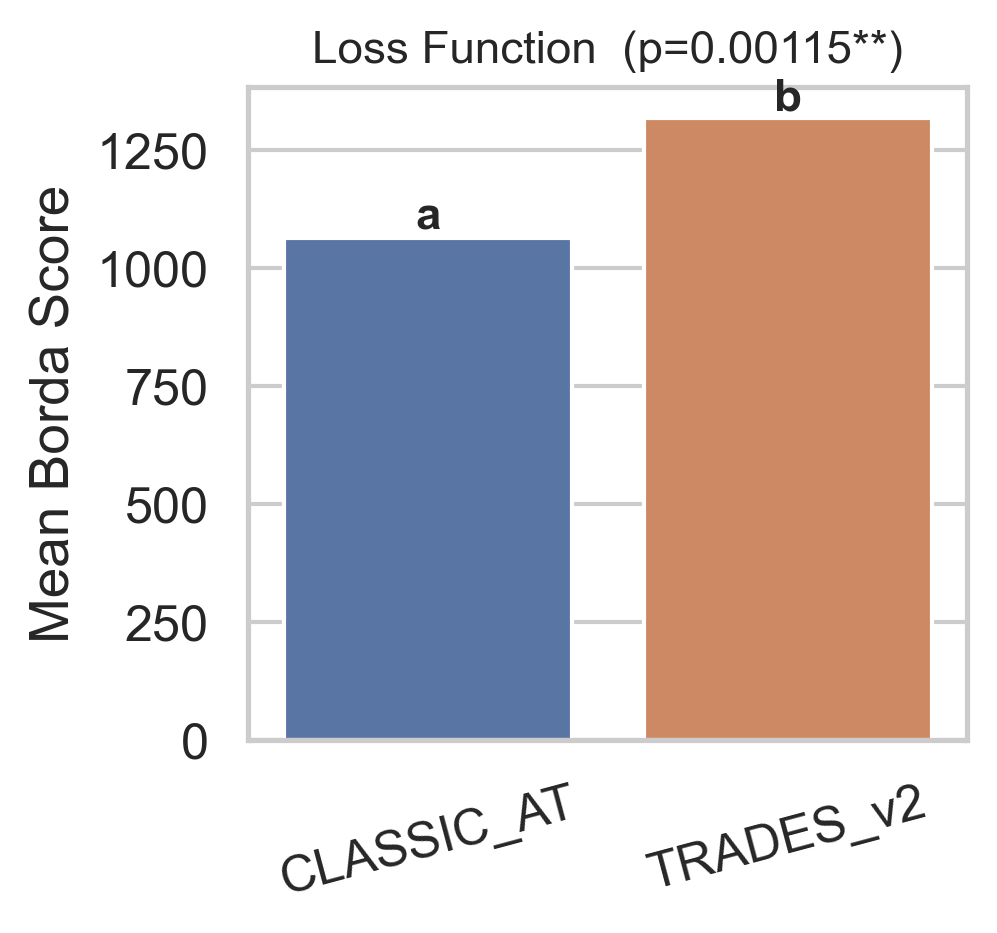 Loss Function (p=0.00115**)
b
a
1250
1000
750
500
250
0
Mean Borda Score
CLASSIC_AT
TRADES_v2